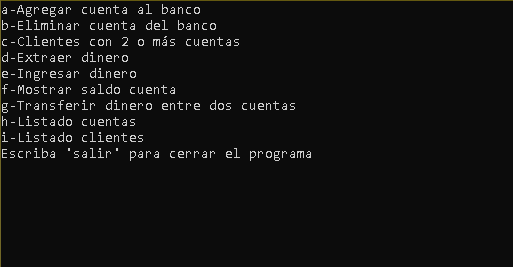 a-Agregar cuenta al banco
b-Eliminar cuenta del banco
c-Clientes con 2 o más cuentas
d-Extraer dinero
e-Ingresar dinero
f-Mostrar saldo cuenta
g-Transferir dinero entre dos cuentas
h-Listado cuentas
i-Listado clientes
Escriba 'salir' para cerrar el programa